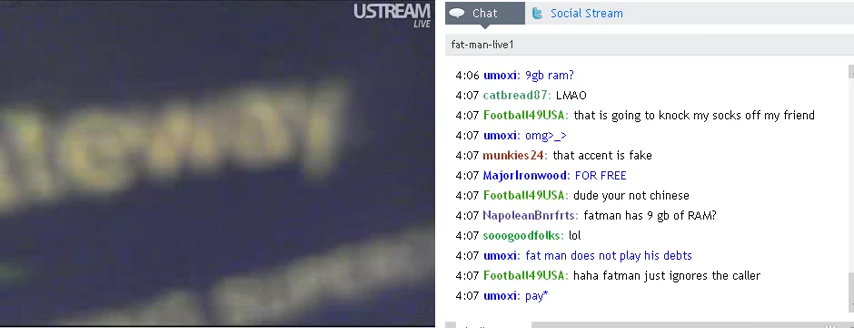 USTREAM
LIVE
Chat
Social Stream
fat-man-live1
4:06 umoxi: 9gb ram?
4:07 catbread87: LMAO
4:07 Football49USA: that is going to knock my socks off my friend
4:07 umoxi: omg>_>
4:07 munkies24: that accent is fake
4:07 MajorIronwood: FOR FREE
4:07 Football49USA: dude your not chinese
4:07 NapoleanBnrfrts: fatman has 9 gb of RAM?
4:07 sooogoodfolks: lol
4:07 umoxi: fat man does not play his debts
4:07 Football49USA: haha fatman just ignores the caller
4:07 umoxi: pay*